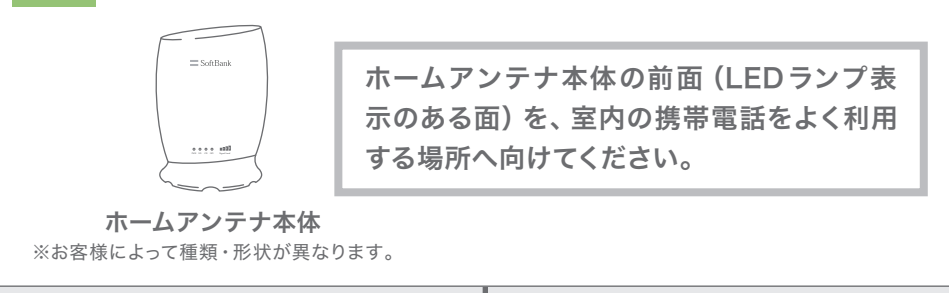 SoftBank
ホームアンテナ本体の前面（LEDランプ表
示のある面）を、室内の携帯電話をよく利用
する場所へ向けてください。
ホームアンテナ本体
※お客様によって種類・形状が異なります。